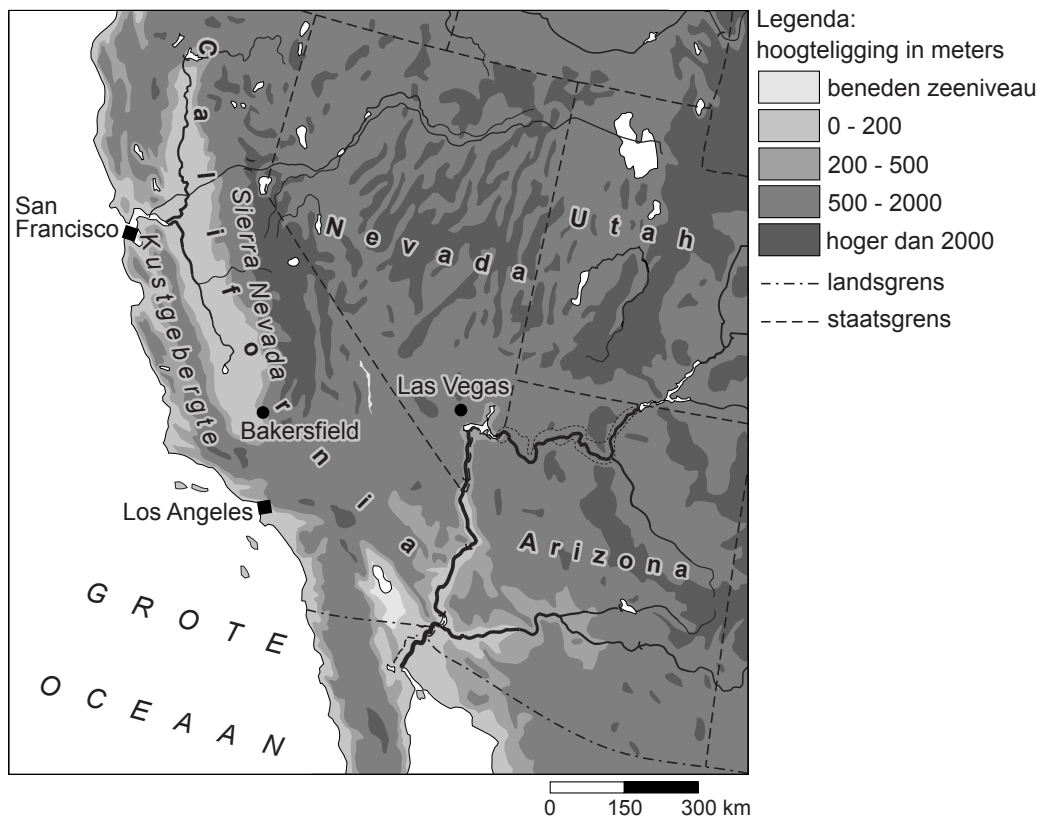 Legenda:
hoogteligging in meters
beneden zeeniveau
0 - 200
200 - 500
500 - 2000
hoger dan 2000
landsgrens
staatsgrens
California
Sierra Nevada
Nevada
Utah
San
Francisco
Kustgebergte
Las Vegas
Bakersfield
Los Angeles
Arizona
GROTE
OCEAAN
0 150 300 km